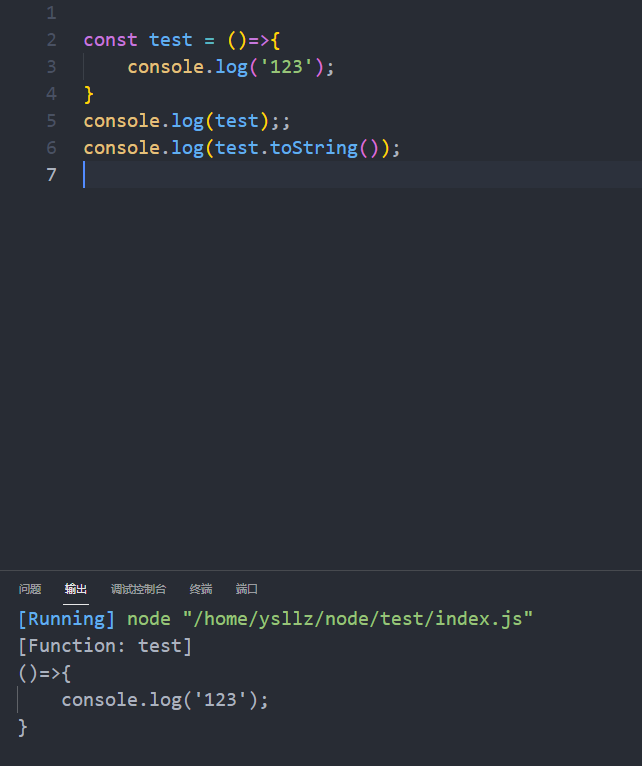 1
2 const test = ()=>{
3     console.log('123');
4 }
5 console.log(test);;
6 console.log(test.toString());
7
问题 输出 调试控制台 终端 端口
[Running] node "/home/ysllz/node/test/index.js"
[Function: test]
()=>{
    console.log('123');
}